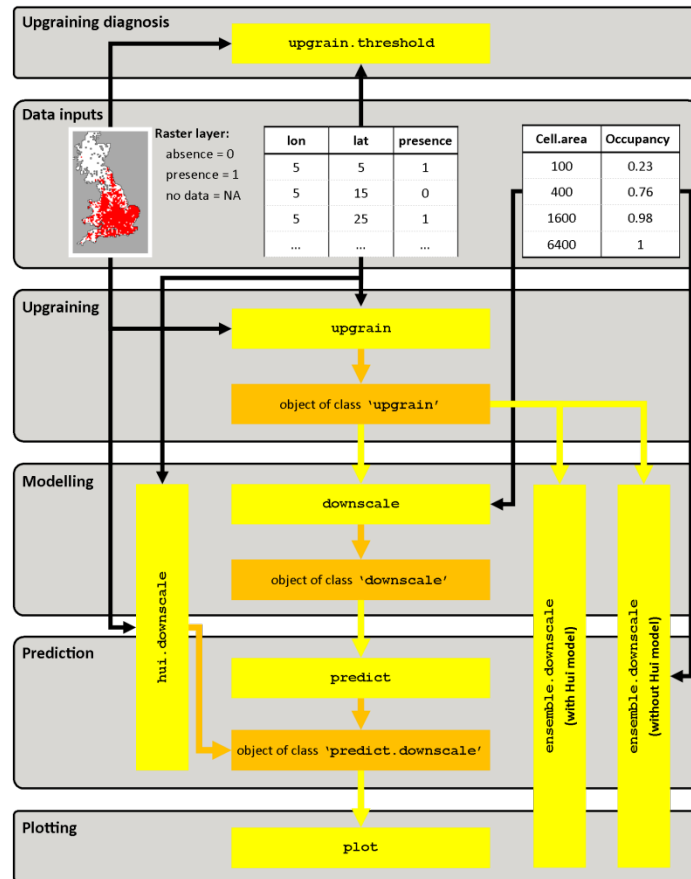 Upgraining diagnosis
upgrain.threshold
Data inputs
Raster layer:
absence = 0
presence = 1
no data = NA
lon lat presence
5 5 1
5 15 0
5 25 1
... ... ...
Cell.area Occupancy
100 0.23
400 0.76
1600 0.98
6400 1
Upgraining
upgrain
object of class ‘upgrain’
Modelling
downscale
object of class ‘downscale’
hui.downscale
ensemble.downscale
(with Hui model)
ensemble.downscale
(without Hui model)
Prediction
predict
object of class ‘predict.downscale’
Plotting
plot